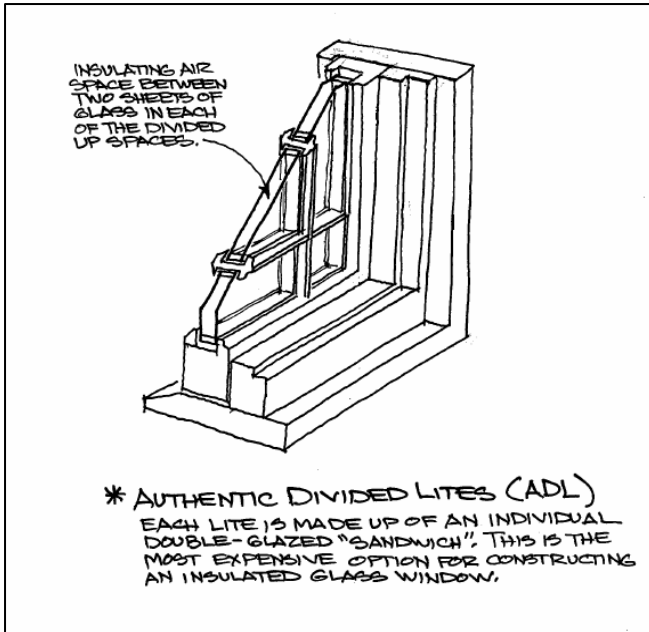 INSULATING AIR
SPACE BETWEEN
TWO SHEETS OF
GLASS IN EACH
OF THE DIVIDED
UP SPACES.
* AUTHENTIC DIVIDED LITES (ADL)
EACH LITE IS MADE UP OF AN INDIVIDUAL
DOUBLE-GLAZED "SANDWICH". THIS IS THE
MOST EXPENSIVE OPTION FOR CONSTRUCTING
AN INSULATED GLASS WINDOW.